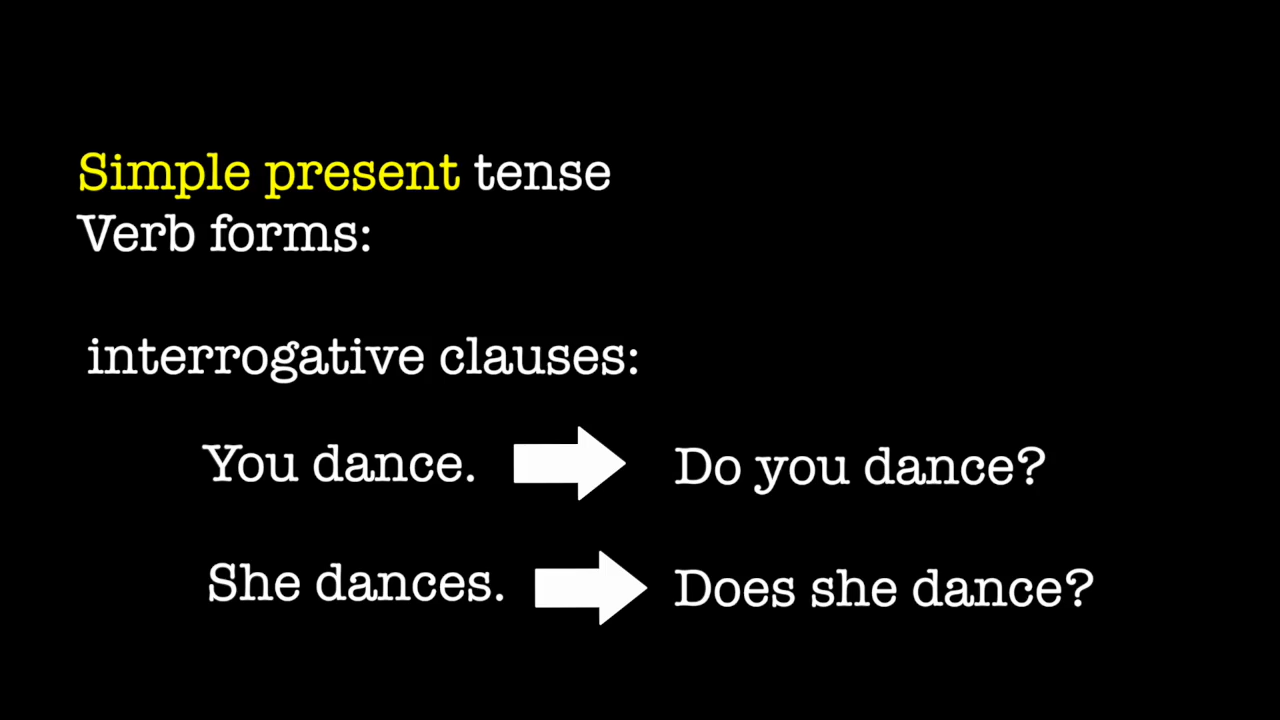 Simple present tense
Verb forms:
interrogative clauses:
You dance. Do you dance?
She dances. Does she dance?